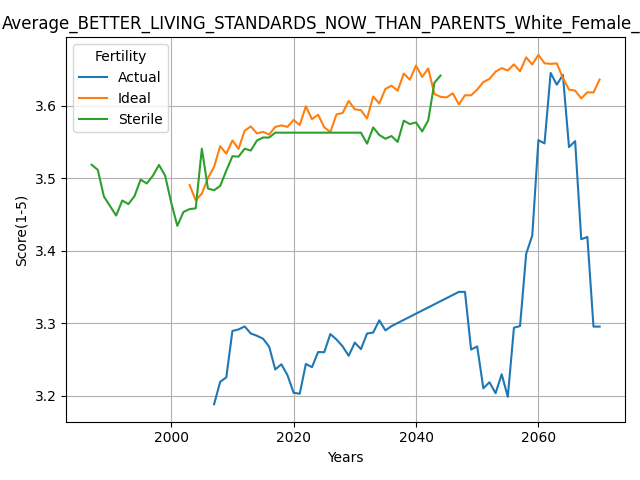 Average_BETTER_LIVING_STANDARDS_NOW_THAN_PARENTS_White_Female_
Fertility
Actual
Ideal
Sterile
Score(1-5)
3.6
3.5
3.4
3.3
3.2
2000 2020 2040 2060
Years